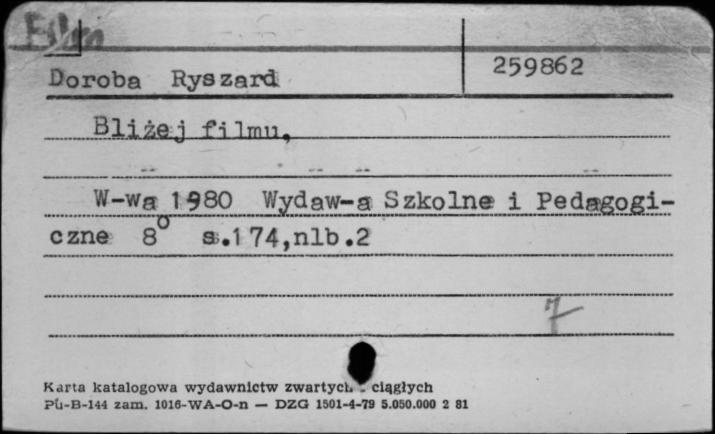 Film
Doroba Ryszard 259862
Bliżej filmu,
W-wa 1980 Wydaw-a Szkolne i Pedagogi-
czne 8° s.174,nlb.2
7
Karta katalogowa wydawnictw zwartych i ciągłych
Pu-B-144 zam. 1016-WA-O-n — DZG 1501-4-79 5.050.000 2 81